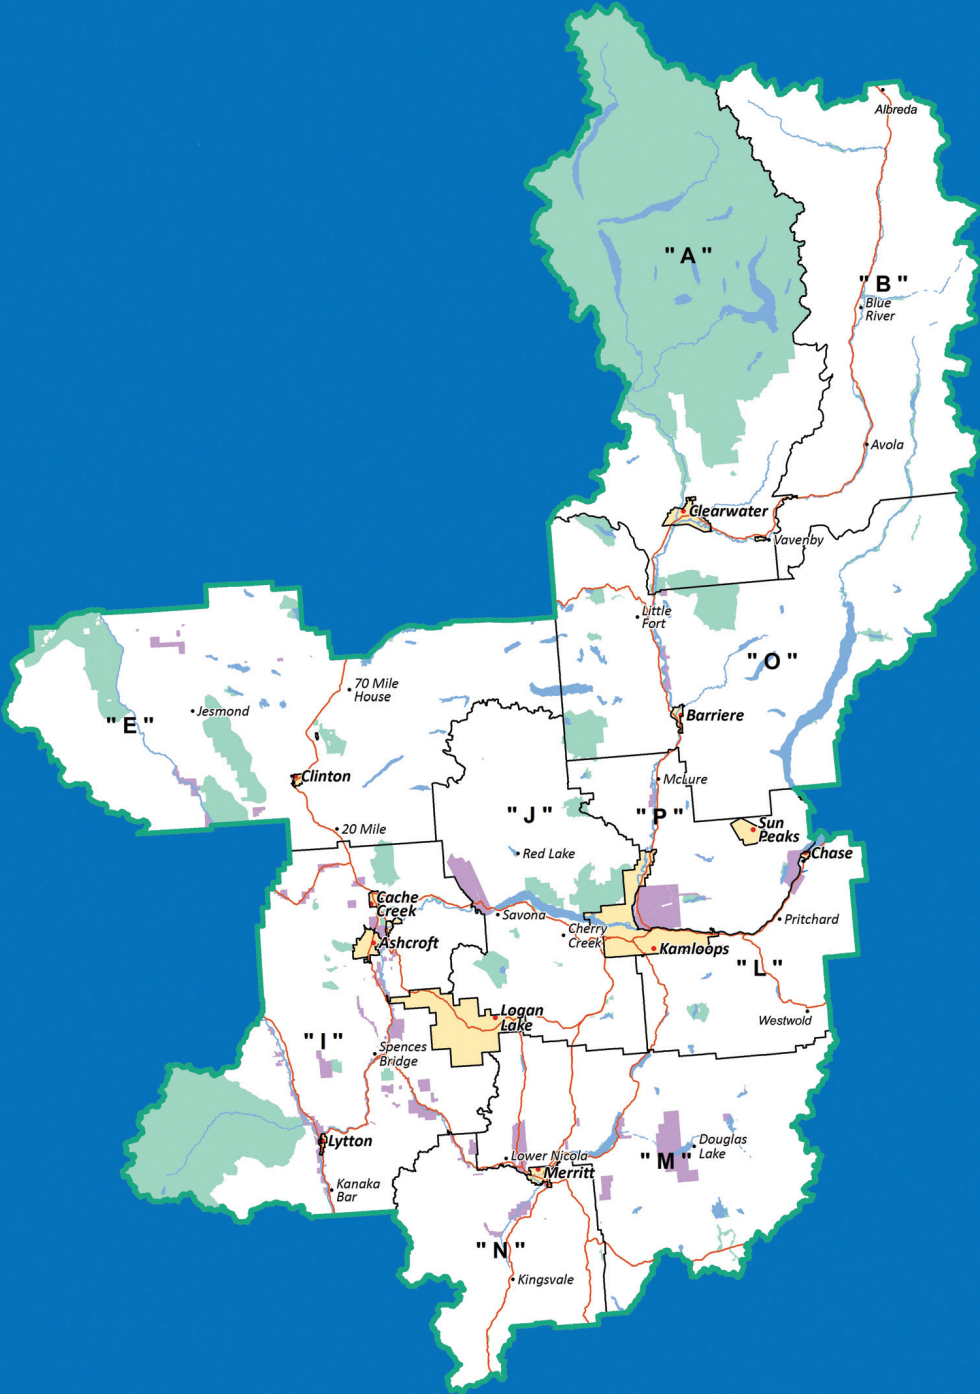 Albreda
" A "
" B "
Blue
River
Avola
Clearwater
Vavenby
Little
Fort
" O "
70 Mile
House
Jesmond
" E "
Barriere
Clinton
McLure
" J "
" P "
20 Mile
Sun
Peaks
Red Lake
Chase
Cache
Creek
Savona
Pritchard
Cherry
Creek
Ashcroft
Kamloops
" L "
Logan
Lake
Westwold
" I "
Spences
Bridge
Lytton
Douglas
Lake
Lower Nicola
" M "
Merritt
Kanaka
Bar
" N "
Kingsvale